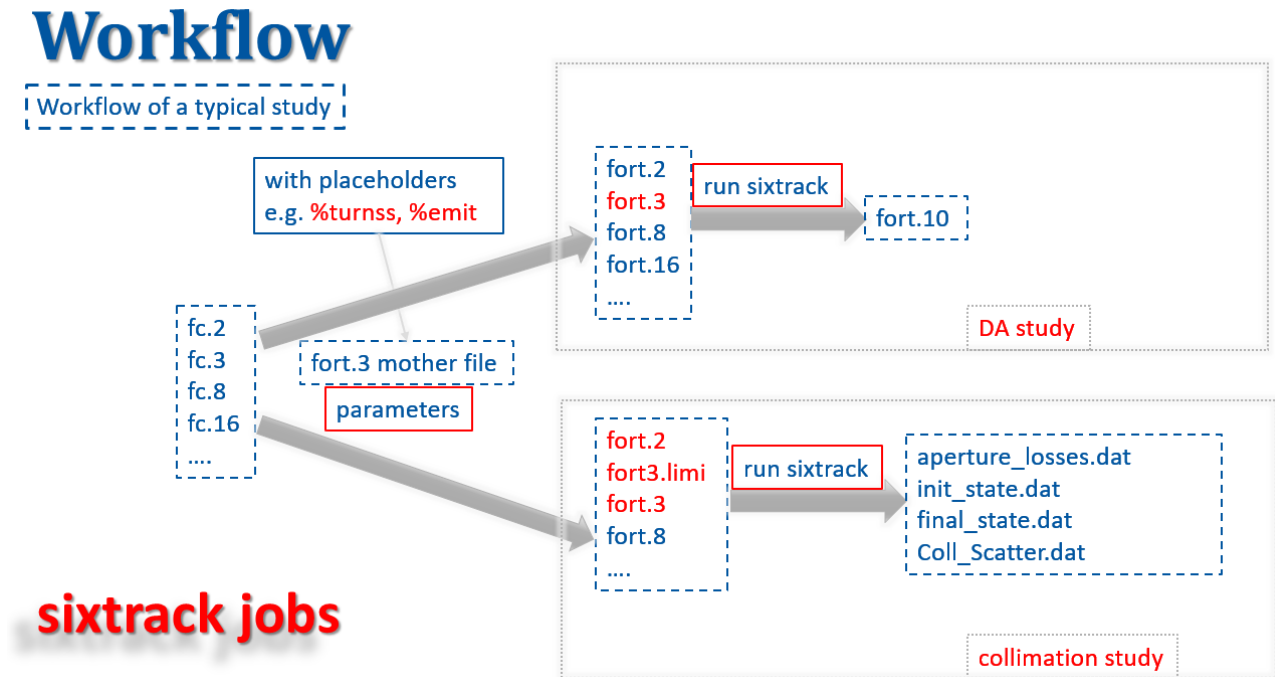 Workflow
Workflow of a typical study
with placeholders
e.g. %turnss, %emit
fc.2
fc.3
fc.8
fc.16
....
fort.3 mother file
parameters
fort.2
fort.3
fort.8
fort.16
....
run sixtrack
fort.10
DA study
fort.2
fort3.limi
fort.3
fort.8
....
run sixtrack
aperture_losses.dat
init_state.dat
final_state.dat
Coll_Scatter.dat
collimation study
sixtrack jobs